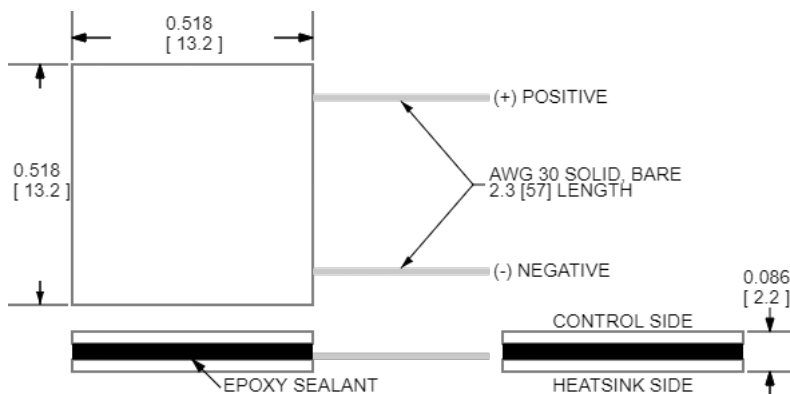 0.518
[ 13.2 ]
(+) POSITIVE
0.518
[ 13.2 ]
AWG 30 SOLID, BARE
2.3 [57] LENGTH
(-) NEGATIVE
0.086
[ 2.2 ]
CONTROL SIDE
EPOXY SEALANT
HEATSINK SIDE